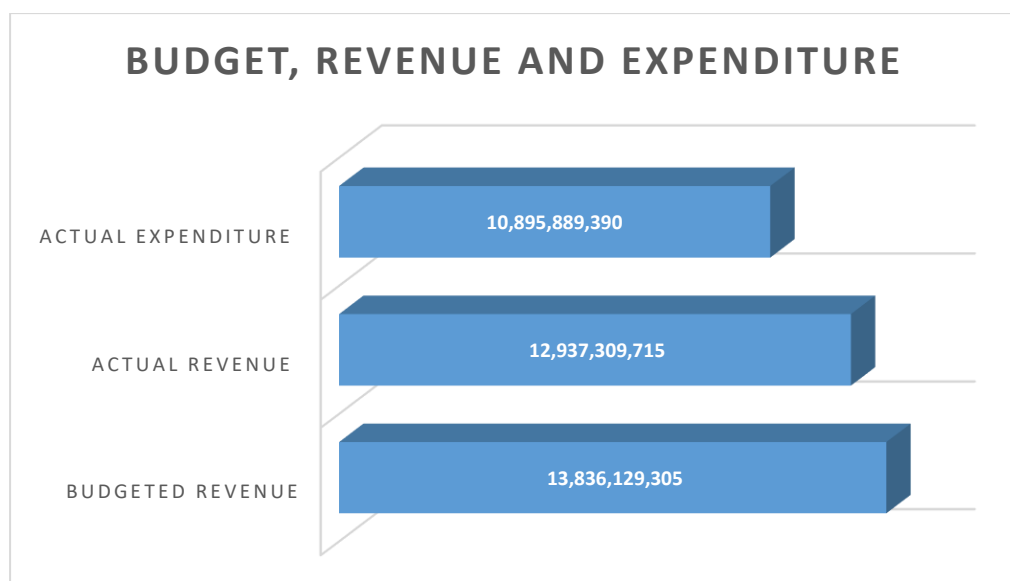 BUDGET, REVENUE AND EXPENDITURE
ACTUAL EXPENDITURE
10,895,889,390
ACTUAL REVENUE
12,937,309,715
BUDGETED REVENUE
13,836,129,305